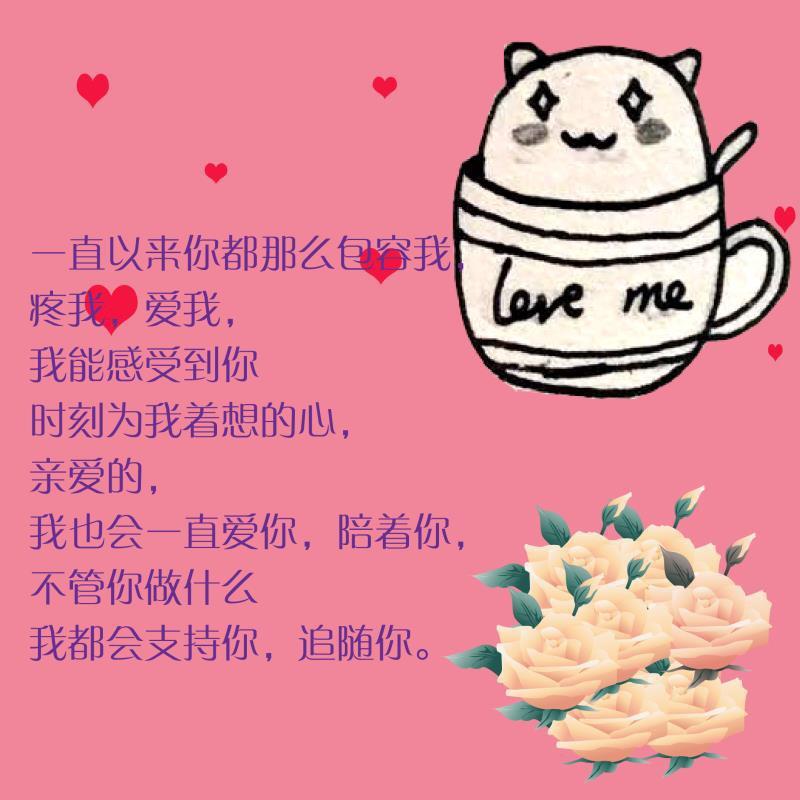 一直以来你都那么包容我,
疼我, 爱我,
我能感受到你
时刻为我着想的心,
亲爱的,
我也会一直爱你, 陪着你,
不管你做什么
我都会支持你, 追随你。
love me